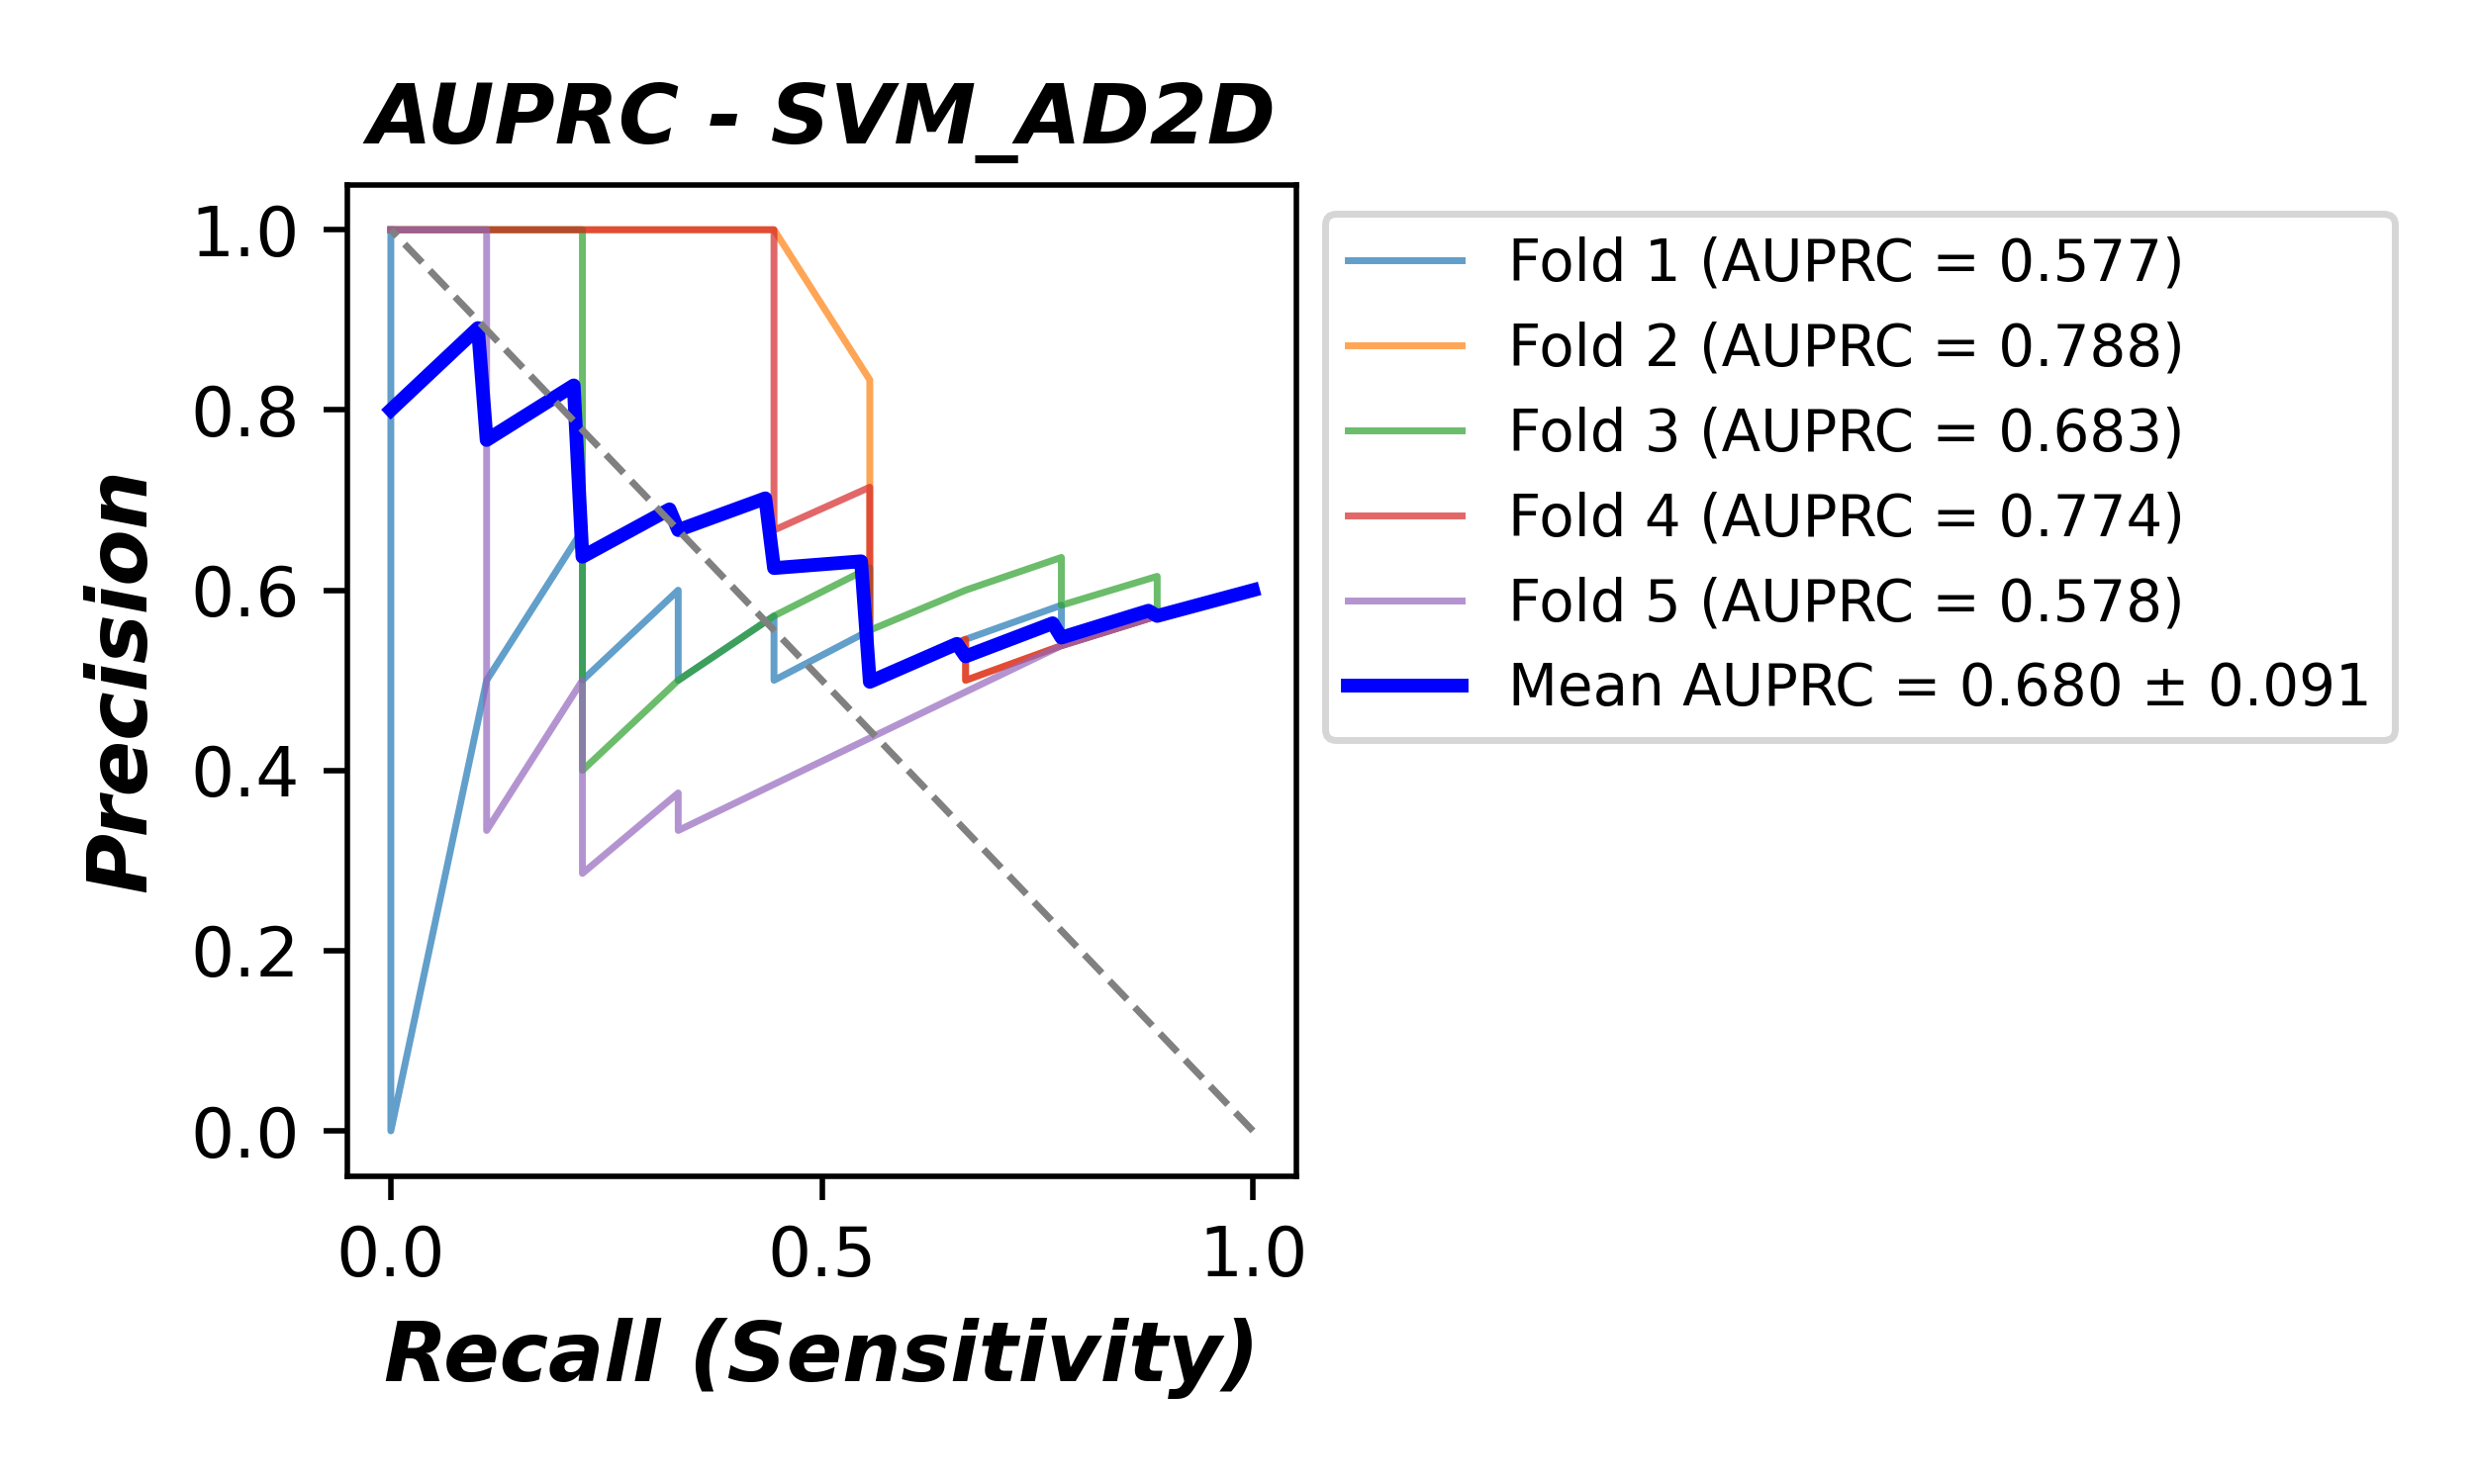 AUPRC - SVM_AD2D
Precision
1.0
0.8
0.6
0.4
0.2
0.0
0.0 0.5 1.0
Recall (Sensitivity)
Fold 1 (AUPRC = 0.577)
Fold 2 (AUPRC = 0.788)
Fold 3 (AUPRC = 0.683)
Fold 4 (AUPRC = 0.774)
Fold 5 (AUPRC = 0.578)
Mean AUPRC = 0.680 ± 0.091